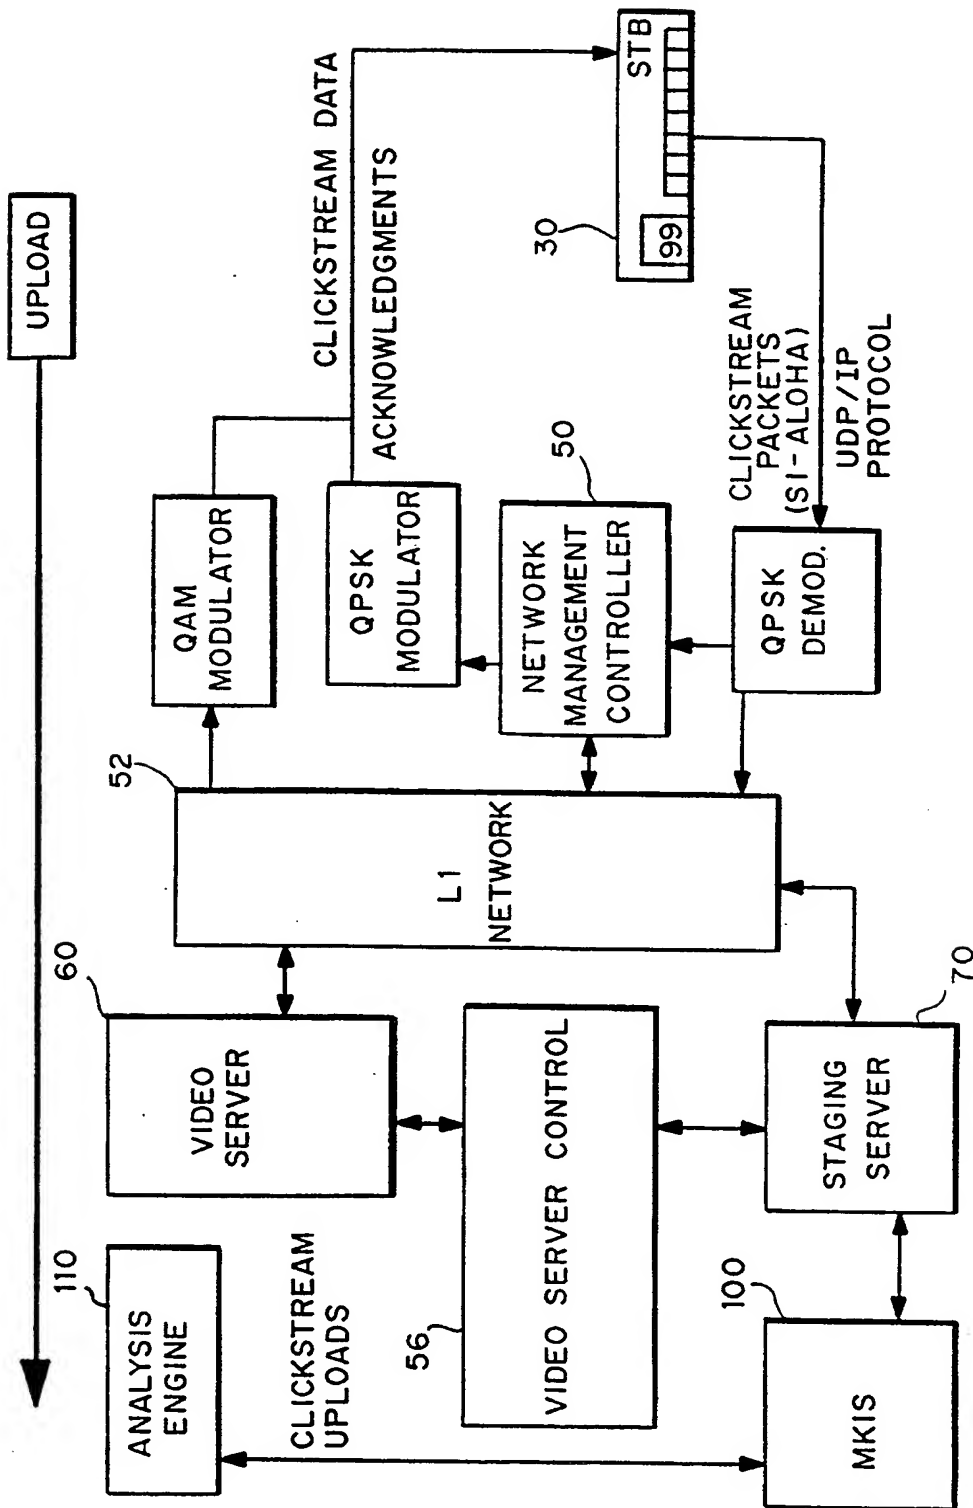 UPLOAD
110
ANALYSIS
ENGINE
CLICKSTREAM
UPLOADS
60
VIDEO
SERVER
56
VIDEO SERVER CONTROL
100
MKIS
STAGING
SERVER
70
52
L1
NETWORK
QAM
MODULATOR
QPSK
MODULATOR
50
NETWORK
MANAGEMENT
CONTROLLER
QPSK
DEMOD.
CLICKSTREAM DATA
ACKNOWLEDGMENTS
30
STB
99
CLICKSTREAM
PACKETS
(SI-ALOHA)
UDP/IP
PROTOCOL